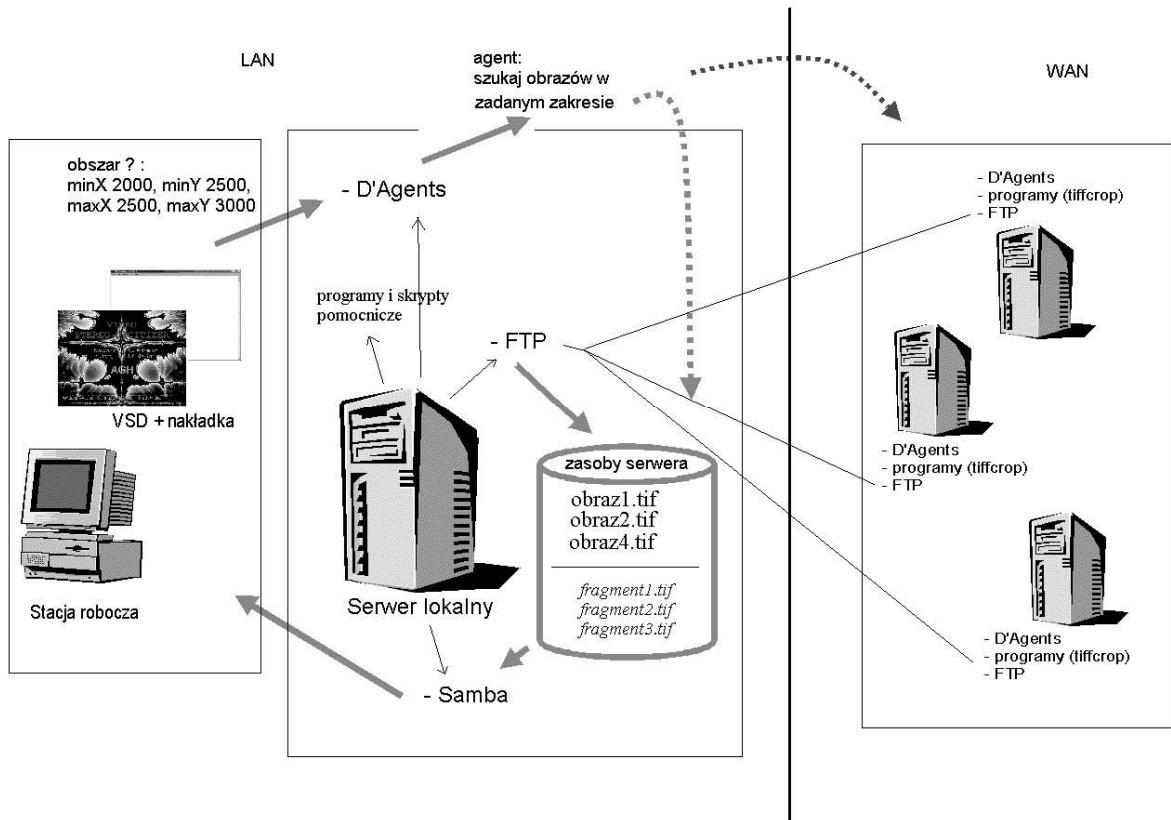 LAN
WAN
agent:
szukaj obrazów w
zadanym zakresie
obszar ? :
minX 2000, minY 2500,
maxX 2500, maxY 3000
VSD + nakładka
Stacja robocza
- D'Agents
programy i skrypty
pomocnicze
- FTP
Serwer lokalny
- Samba
zasoby serwera
obraz1.tif
obraz2.tif
obraz4.tif
fragment1.tif
fragment2.tif
fragment3.tif
- D'Agents
- programy (tiffcrop)
- FTP
- D'Agents
- programy (tiffcrop)
- FTP
- D'Agents
- programy (tiffcrop)
- FTP
AGH